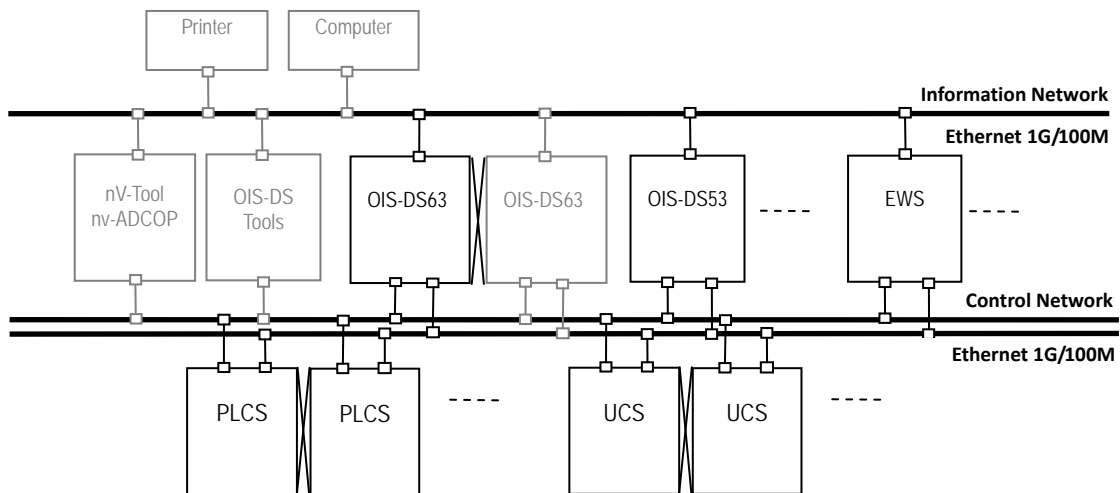 Printer
Computer
Information Network
Ethernet 1G/100M
nV-Tool
nv-ADCOP
OIS-DS
Tools
OIS-DS63
OIS-DS63
OIS-DS53
EWS
Control Network
Ethernet 1G/100M
PLCS
PLCS
UCS
UCS